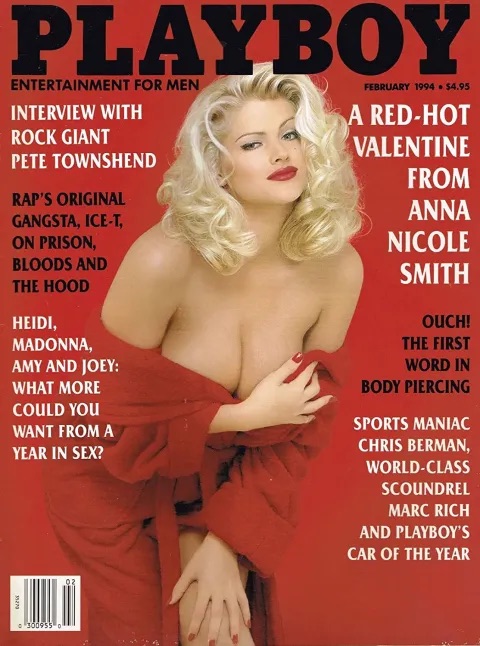 PLAYBOY
ENTERTAINMENT FOR MEN
FEBRUARY 1994 • $4.95
INTERVIEW WITH
ROCK GIANT
PETE TOWNSHEND
RAP'S ORIGINAL
GANGSTA, ICE-T,
ON PRISON,
BLOODS AND
THE HOOD
HEIDI,
MADONNA,
AMY AND JOEY:
WHAT MORE
COULD YOU
WANT FROM A
YEAR IN SEX?
A RED-HOT
VALENTINE
FROM
ANNA
NICOLE
SMITH
OUCH!
THE FIRST
WORD IN
BODY PIERCING
SPORTS MANIAC
CHRIS BERMAN,
WORLD-CLASS
SCOUNDREL
MARC RICH
AND PLAYBOY'S
CAR OF THE YEAR
02
0 300955 0